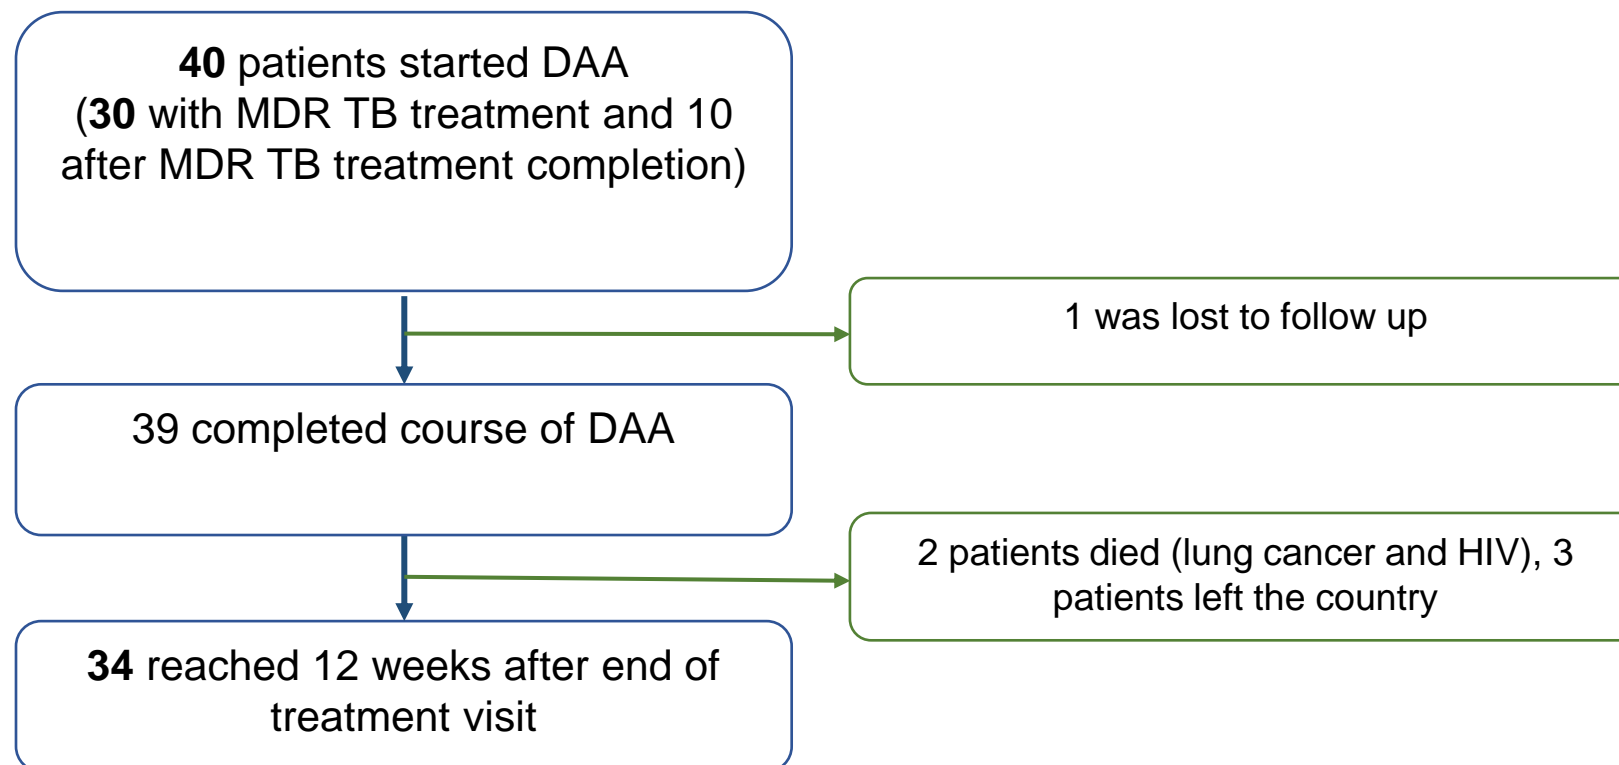 40 patients started DAA
(30 with MDR TB treatment and 10
after MDR TB treatment completion)
1 was lost to follow up
39 completed course of DAA
2 patients died (lung cancer and HIV), 3
patients left the country
34 reached 12 weeks after end of
treatment visit